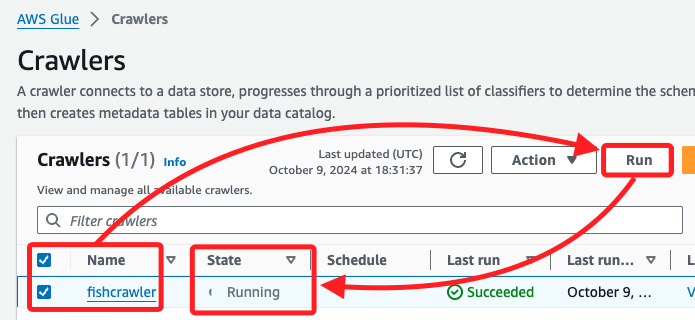 AWS Glue > Crawlers
Crawlers
A crawler connects to a data store, progresses through a prioritized list of classifiers to determine the
then creates metadata tables in your data catalog.
Crawlers (1/1) Info
Last updated (UTC)
October 9, 2024 at 18:31:37
Action
Run
View and manage all available crawlers.
Filter crawlers
Name
State
Schedule
Last run
Last run...
fishcrawler
Running
Succeeded
October 9, ...